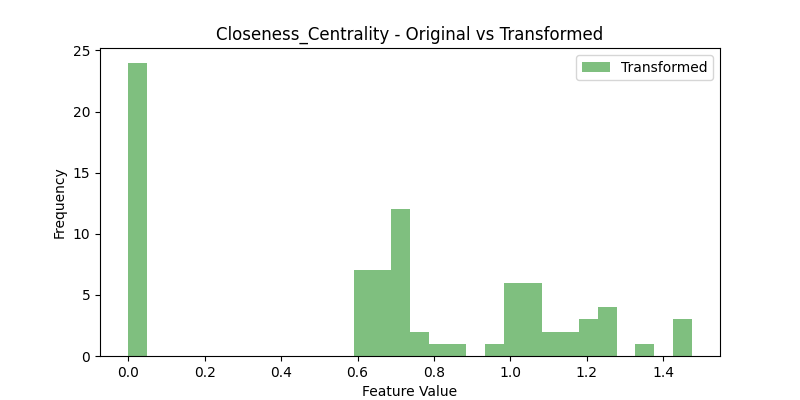 Closeness_Centrality - Original vs Transformed
Transformed
Frequency
25
20
15
10
5
0
0.0 0.2 0.4 0.6 0.8 1.0 1.2 1.4
Feature Value